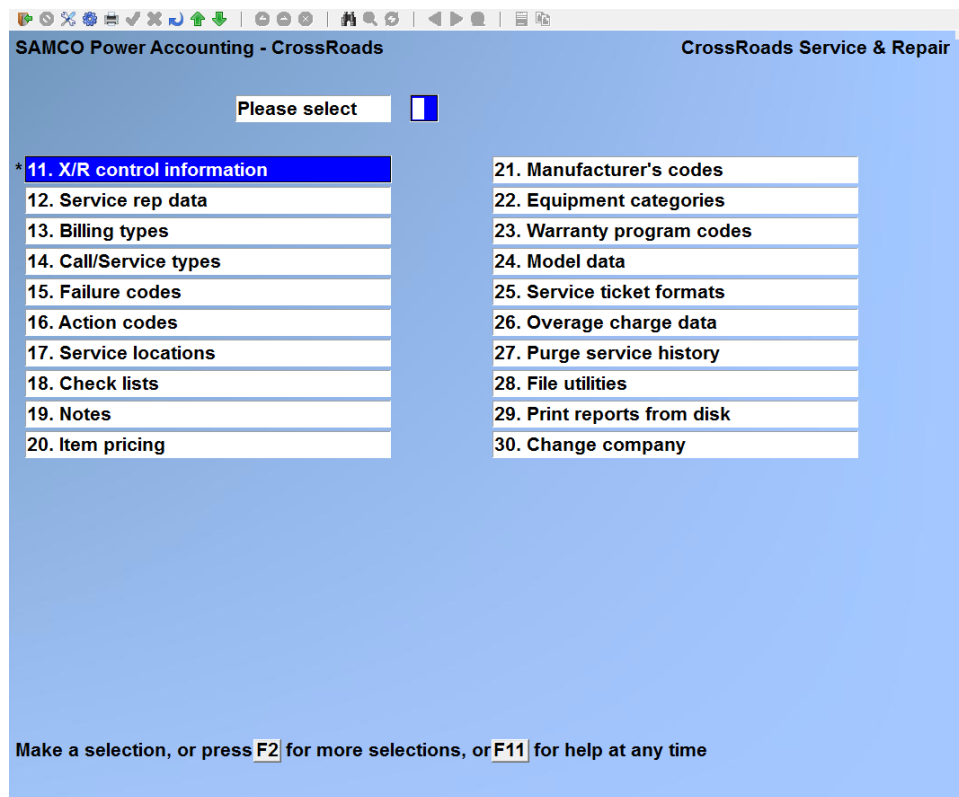 SAMCO Power Accounting - CrossRoads
CrossRoads Service & Repair
Please select
* 11. X/R control information
12. Service rep data
13. Billing types
14. Call/Service types
15. Failure codes
16. Action codes
17. Service locations
18. Check lists
19. Notes
20. Item pricing
21. Manufacturer's codes
22. Equipment categories
23. Warranty program codes
24. Model data
25. Service ticket formats
26. Overage charge data
27. Purge service history
28. File utilities
29. Print reports from disk
30. Change company
Make a selection, or press F2 for more selections, or F11 for help at any time